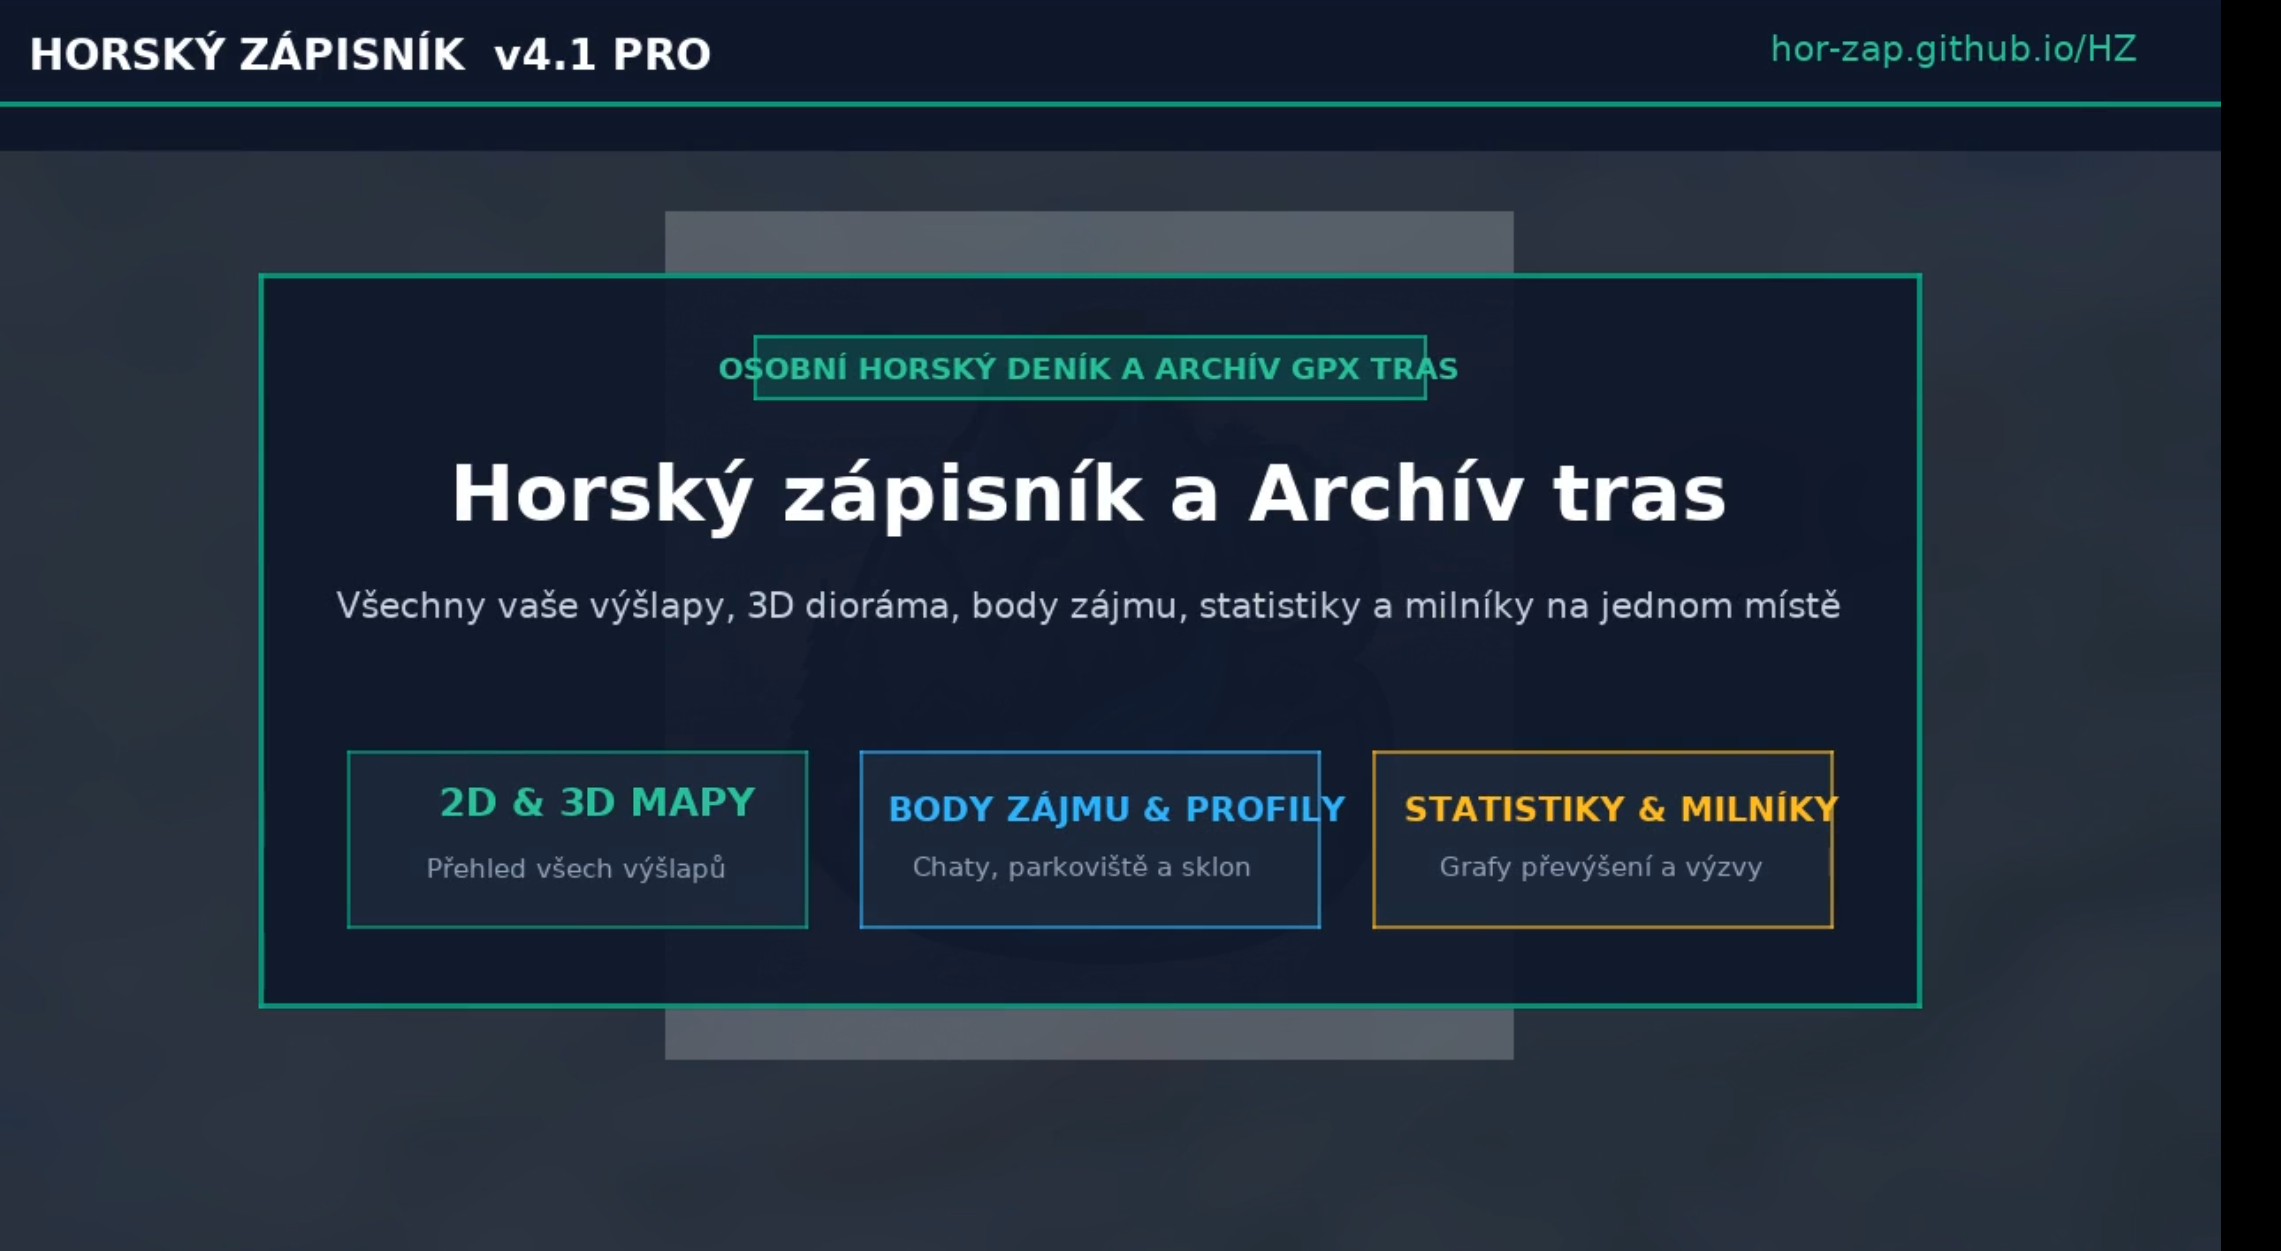 HORSKÝ ZÁPISNÍK v4.1 PRO
hor-zap.github.io/HZ
OSOBNÍ HORSKÝ DENÍK A ARCHÍV GPX TRAS
Horský zápisník a Archív tras
Všechny vaše výšlapy, 3D dioráma, body zájmu, statistiky a milníky na jednom místě
2D & 3D MAPY
Přehled všech výšlapů
BODY ZÁJMU & PROFILY
Chaty, parkoviště a sklon
STATISTIKY & MILNÍKY
Grafy převýšení a výzvy